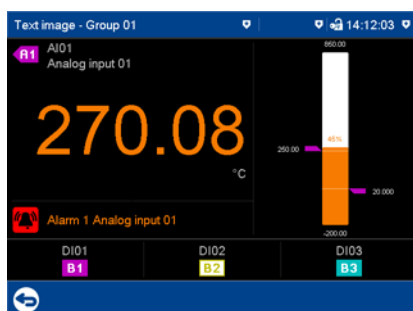 Text image - Group 01
14:12:03
A1
AI01
Analog input 01
270.08
°C
850.00
45%
250.00
20.000
-200.00
Alarm 1 Analog input 01
DI01
DI02
DI03
B1
B2
B3